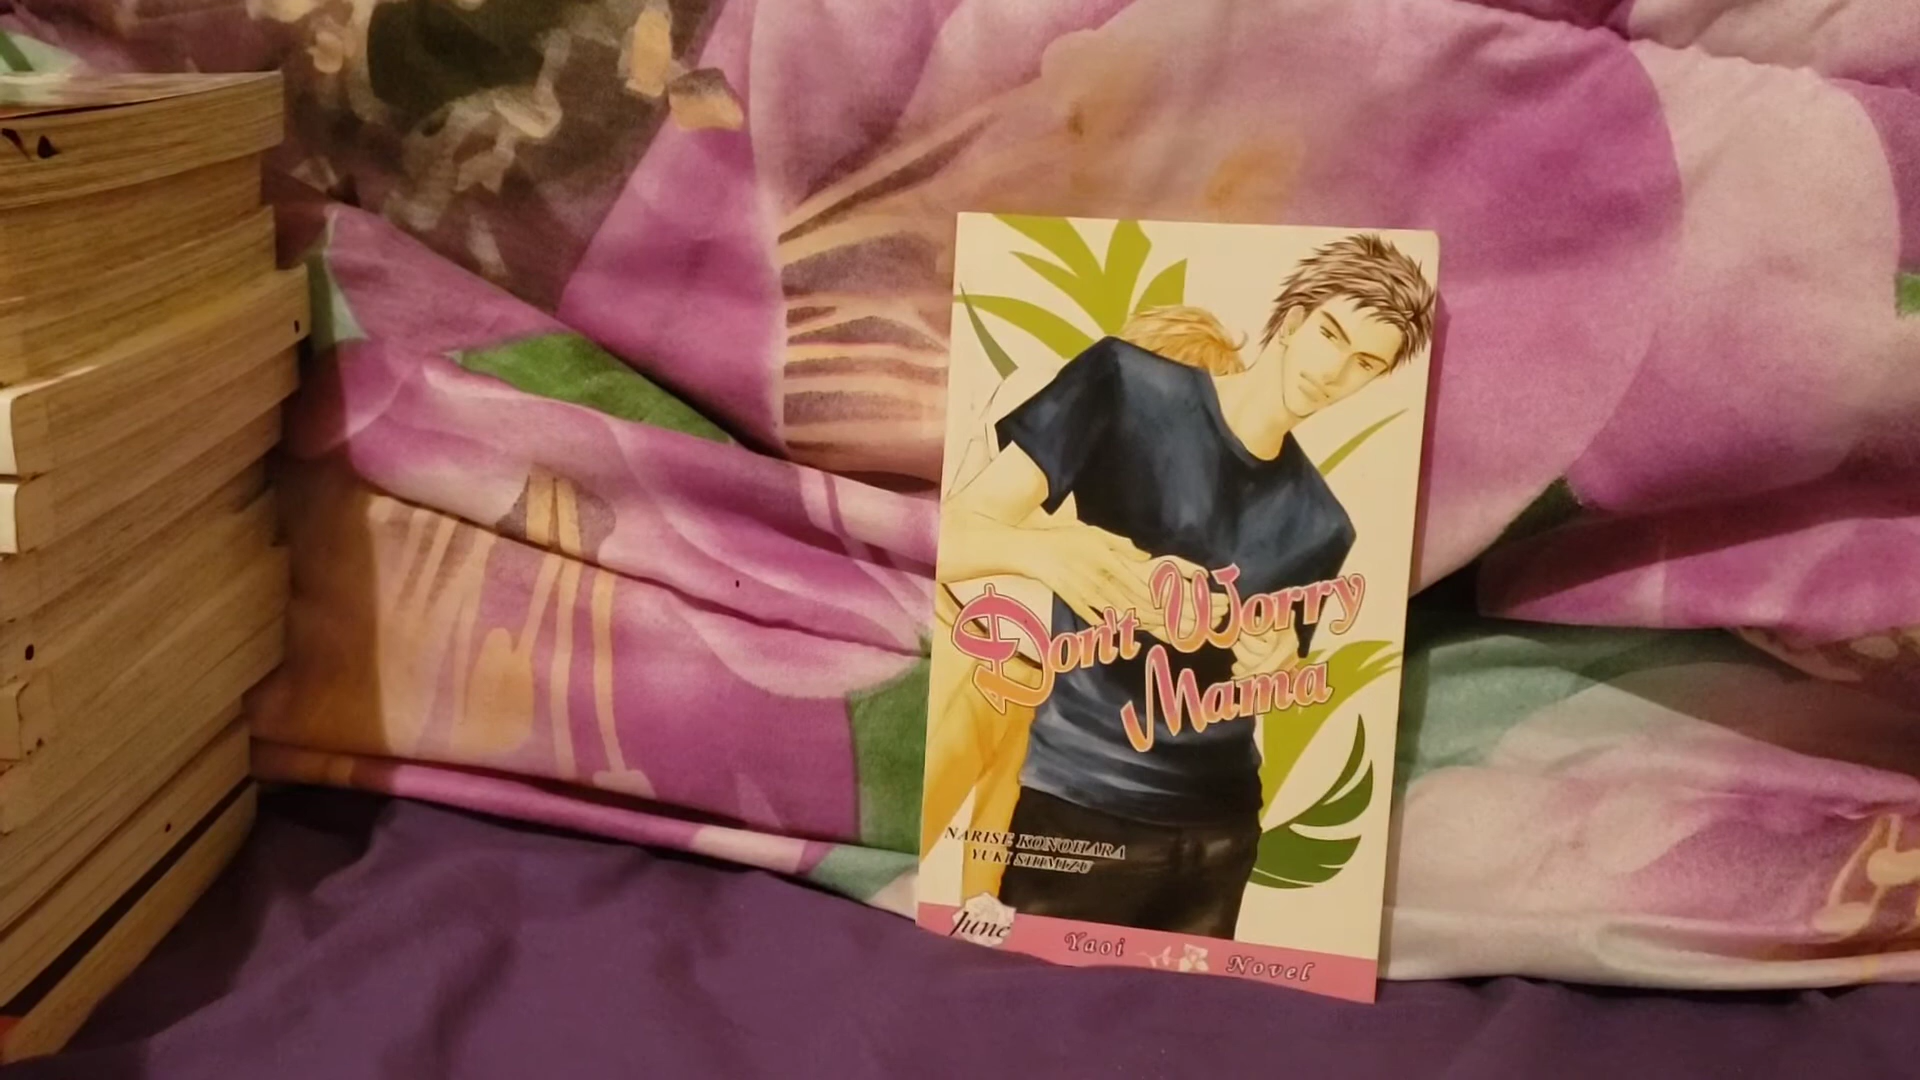 Don't Worry
Mama
NARISE KONOHARA
YUKI SHIMIZU
June
Yaoi Novel